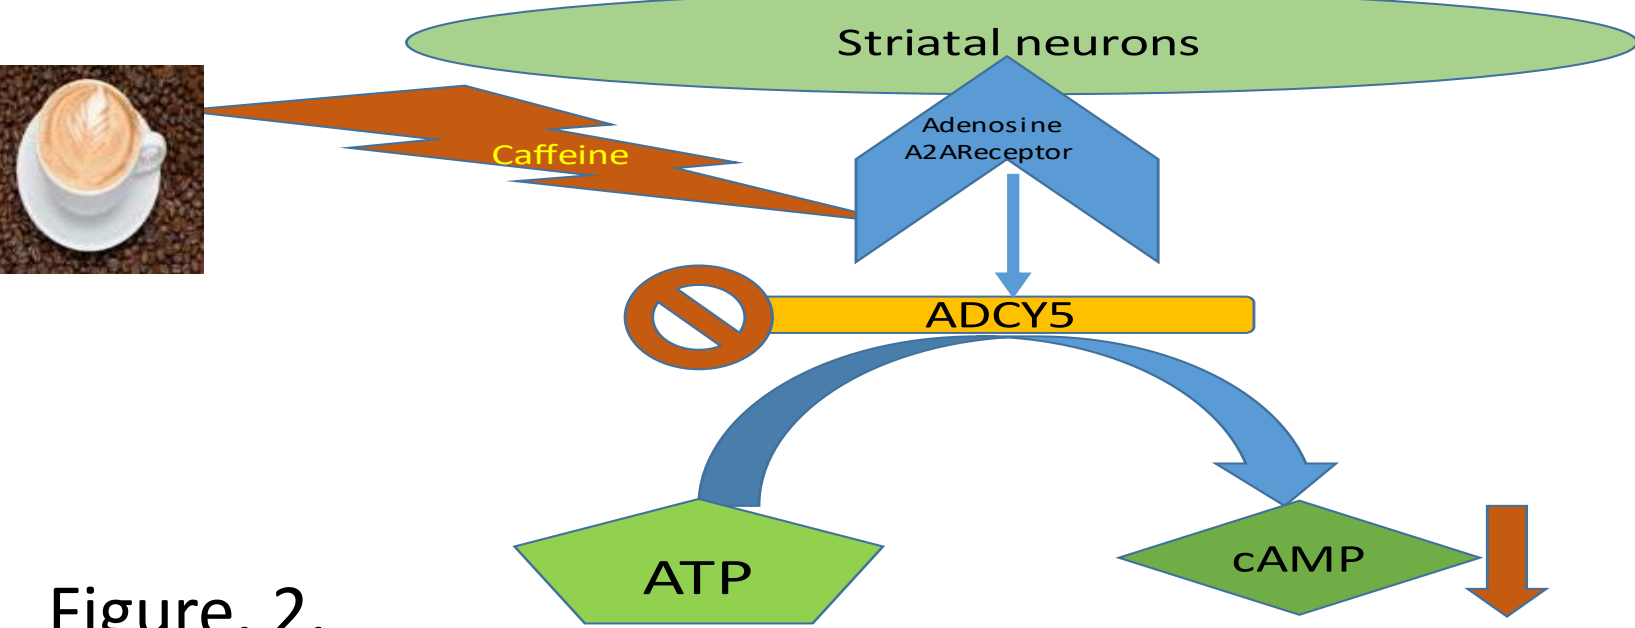 Striatal neurons
Adenosine
A2AReceptor
Caffeine
ADCY5
ATP
cAMP
Figure. 2.